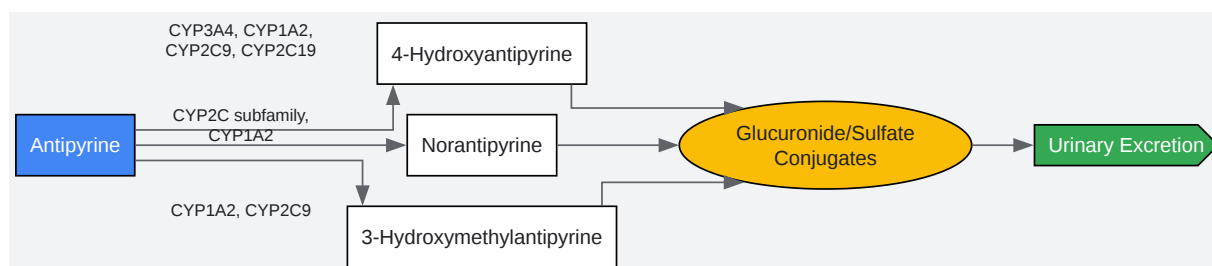 CYP3A4, CYP1A2,
CYP2C9, CYP2C19
4-Hydroxyantipyrine
CYP2C subfamily,
CYP1A2
Antipyrine
Norantipyrine
Glucuronide/Sulfate
Conjugates
Urinary Excretion
CYP1A2, CYP2C9
3-Hydroxymethylantipyrine